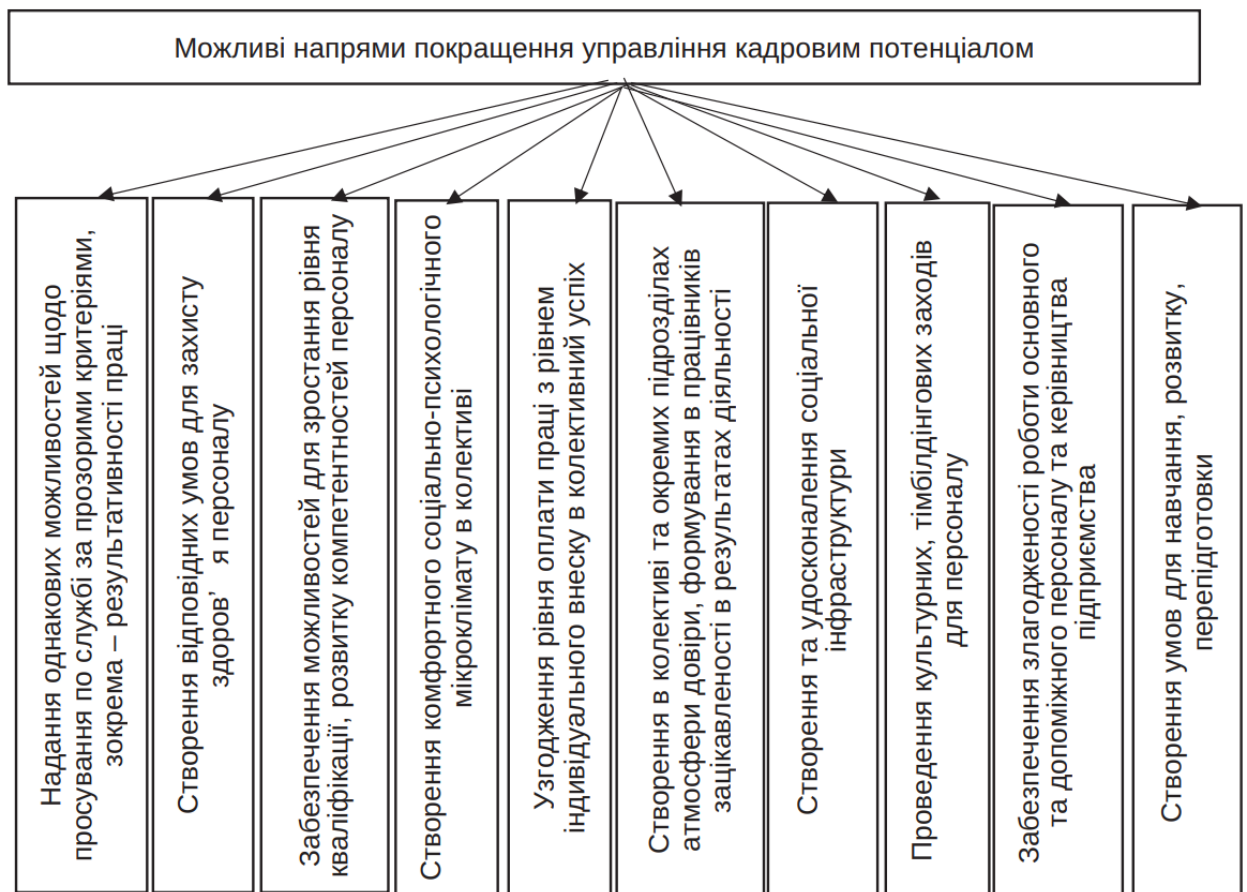 Можливі напрями покращення управління кадровим потенціалом
Надання однакових можливостей щодо
просування по службі за прозорими критеріями,
зокрема – результативності праці
Створення відповідних умов для захисту
здоров’ я персоналу
Забезпечення можливостей для зростання рівня
кваліфікації, розвитку компетентностей персоналу
Створення комфортного соціально-психологічного
мікроклімату в колективі
Узгодження рівня оплати праці з рівнем
індивідуального внеску в колективний успіх
Створення в колективі та окремих підрозділах
атмосфери довіри, формування в працівників
зацікавленості в результатах діяльності
Створення та удосконалення соціальної
інфраструктури
Проведення культурних, тімбілдінгових заходів
для персоналу
Забезпечення злагодженості роботи основного
та допоміжного персоналу та керівництва
підприємства
Створення умов для навчання, розвитку,
перепідготовки